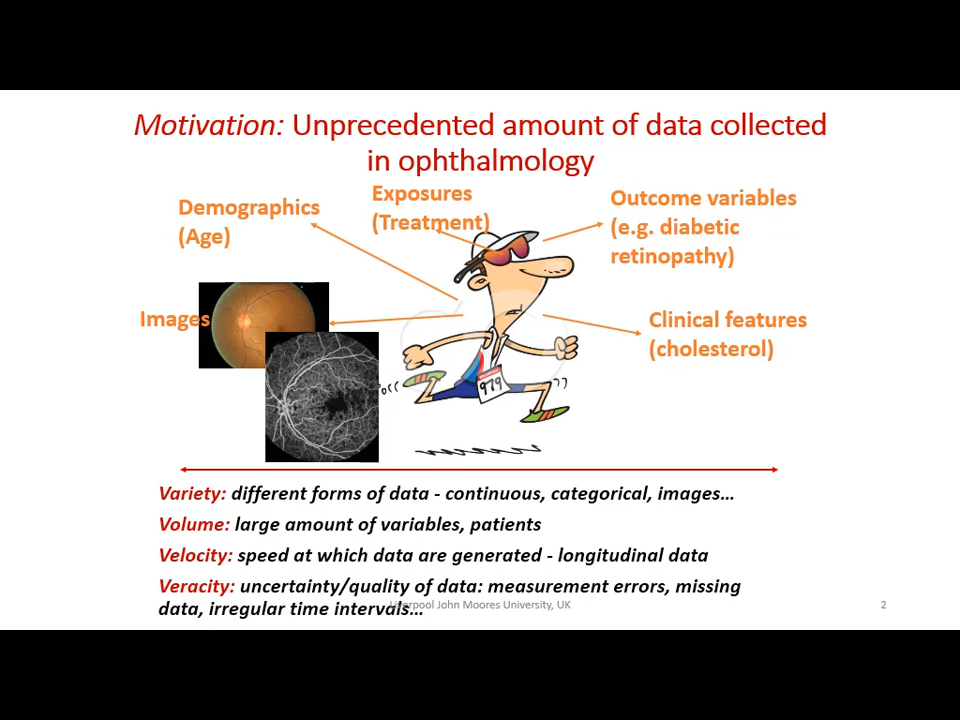 Motivation: Unprecedented amount of data collected
in ophthalmology
Demographics
(Age)
Exposures
(Treatment)
Outcome variables
(e.g. diabetic
retinopathy)
Images
Clinical features
(cholesterol)
979
Variety: different forms of data - continuous, categorical, images…
Volume: large amount of variables, patients
Velocity: speed at which data are generated - longitudinal data
Veracity: uncertainty/quality of data: measurement errors, missing
data, irregular time intervals…
Liverpool John Moores University, UK
2